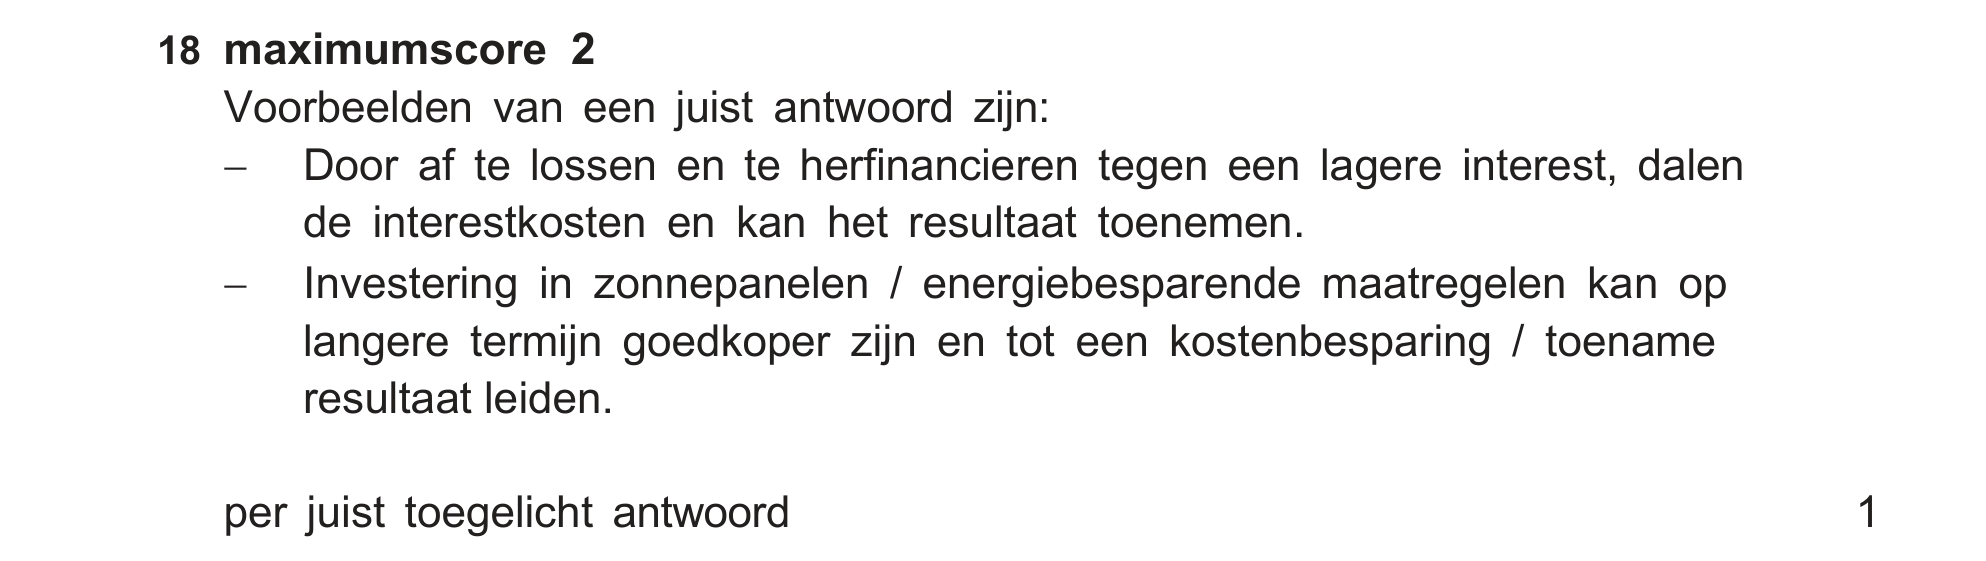 18 maximumscore 2
Voorbeelden van een juist antwoord zijn:
– Door af te lossen en te herfinancieren tegen een lagere interest, dalen
de interestkosten en kan het resultaat toenemen.
– Investering in zonnepanelen / energiebesparende maatregelen kan op
langere termijn goedkoper zijn en tot een kostenbesparing / toename
resultaat leiden.
per juist toegelicht antwoord 1